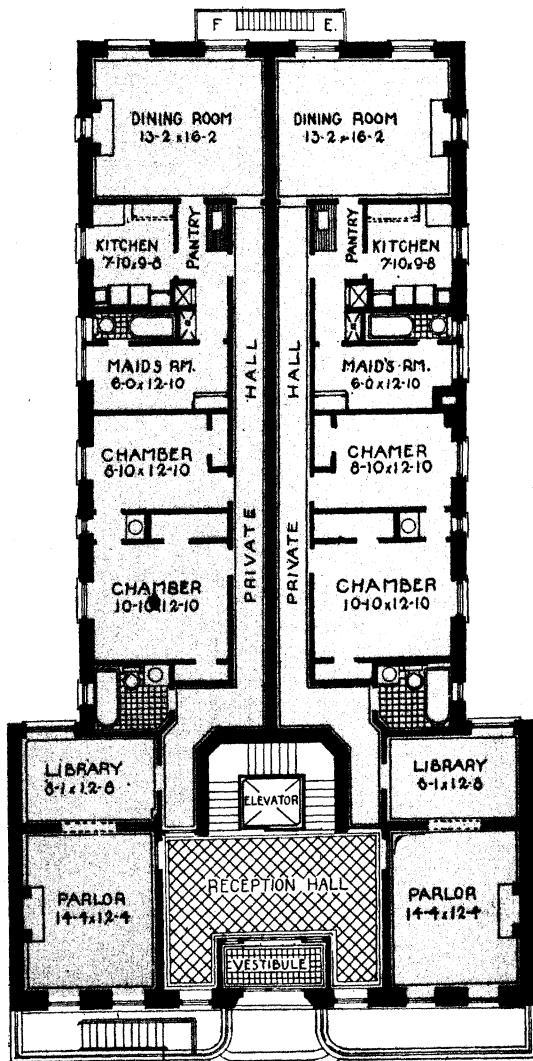 F E.
DINING ROOM
13-2 x 16-2
DINING ROOM
13-2 x 16-2
KITCHEN
7-10 x 9-8
PANTRY
PANTRY
KITCHEN
7-10 x 9-8
MAIDS RM.
6-0 x 12-10
HALL
HALL
MAID'S RM.
6-0 x 12-10
CHAMBER
8-10 x 12-10
CHAMER
8-10 x 12-10
PRIVATE
PRIVATE
CHAMBER
10-10 x 12-10
CHAMBER
10-10 x 12-10
LIBRARY
8-1 x 12-8
ELEVATOR
LIBRARY
8-1 x 12-8
RECEPTION HALL
PARLOR
14-4 x 12-4
PARLOR
14-4 x 12-4
VESTIBULE